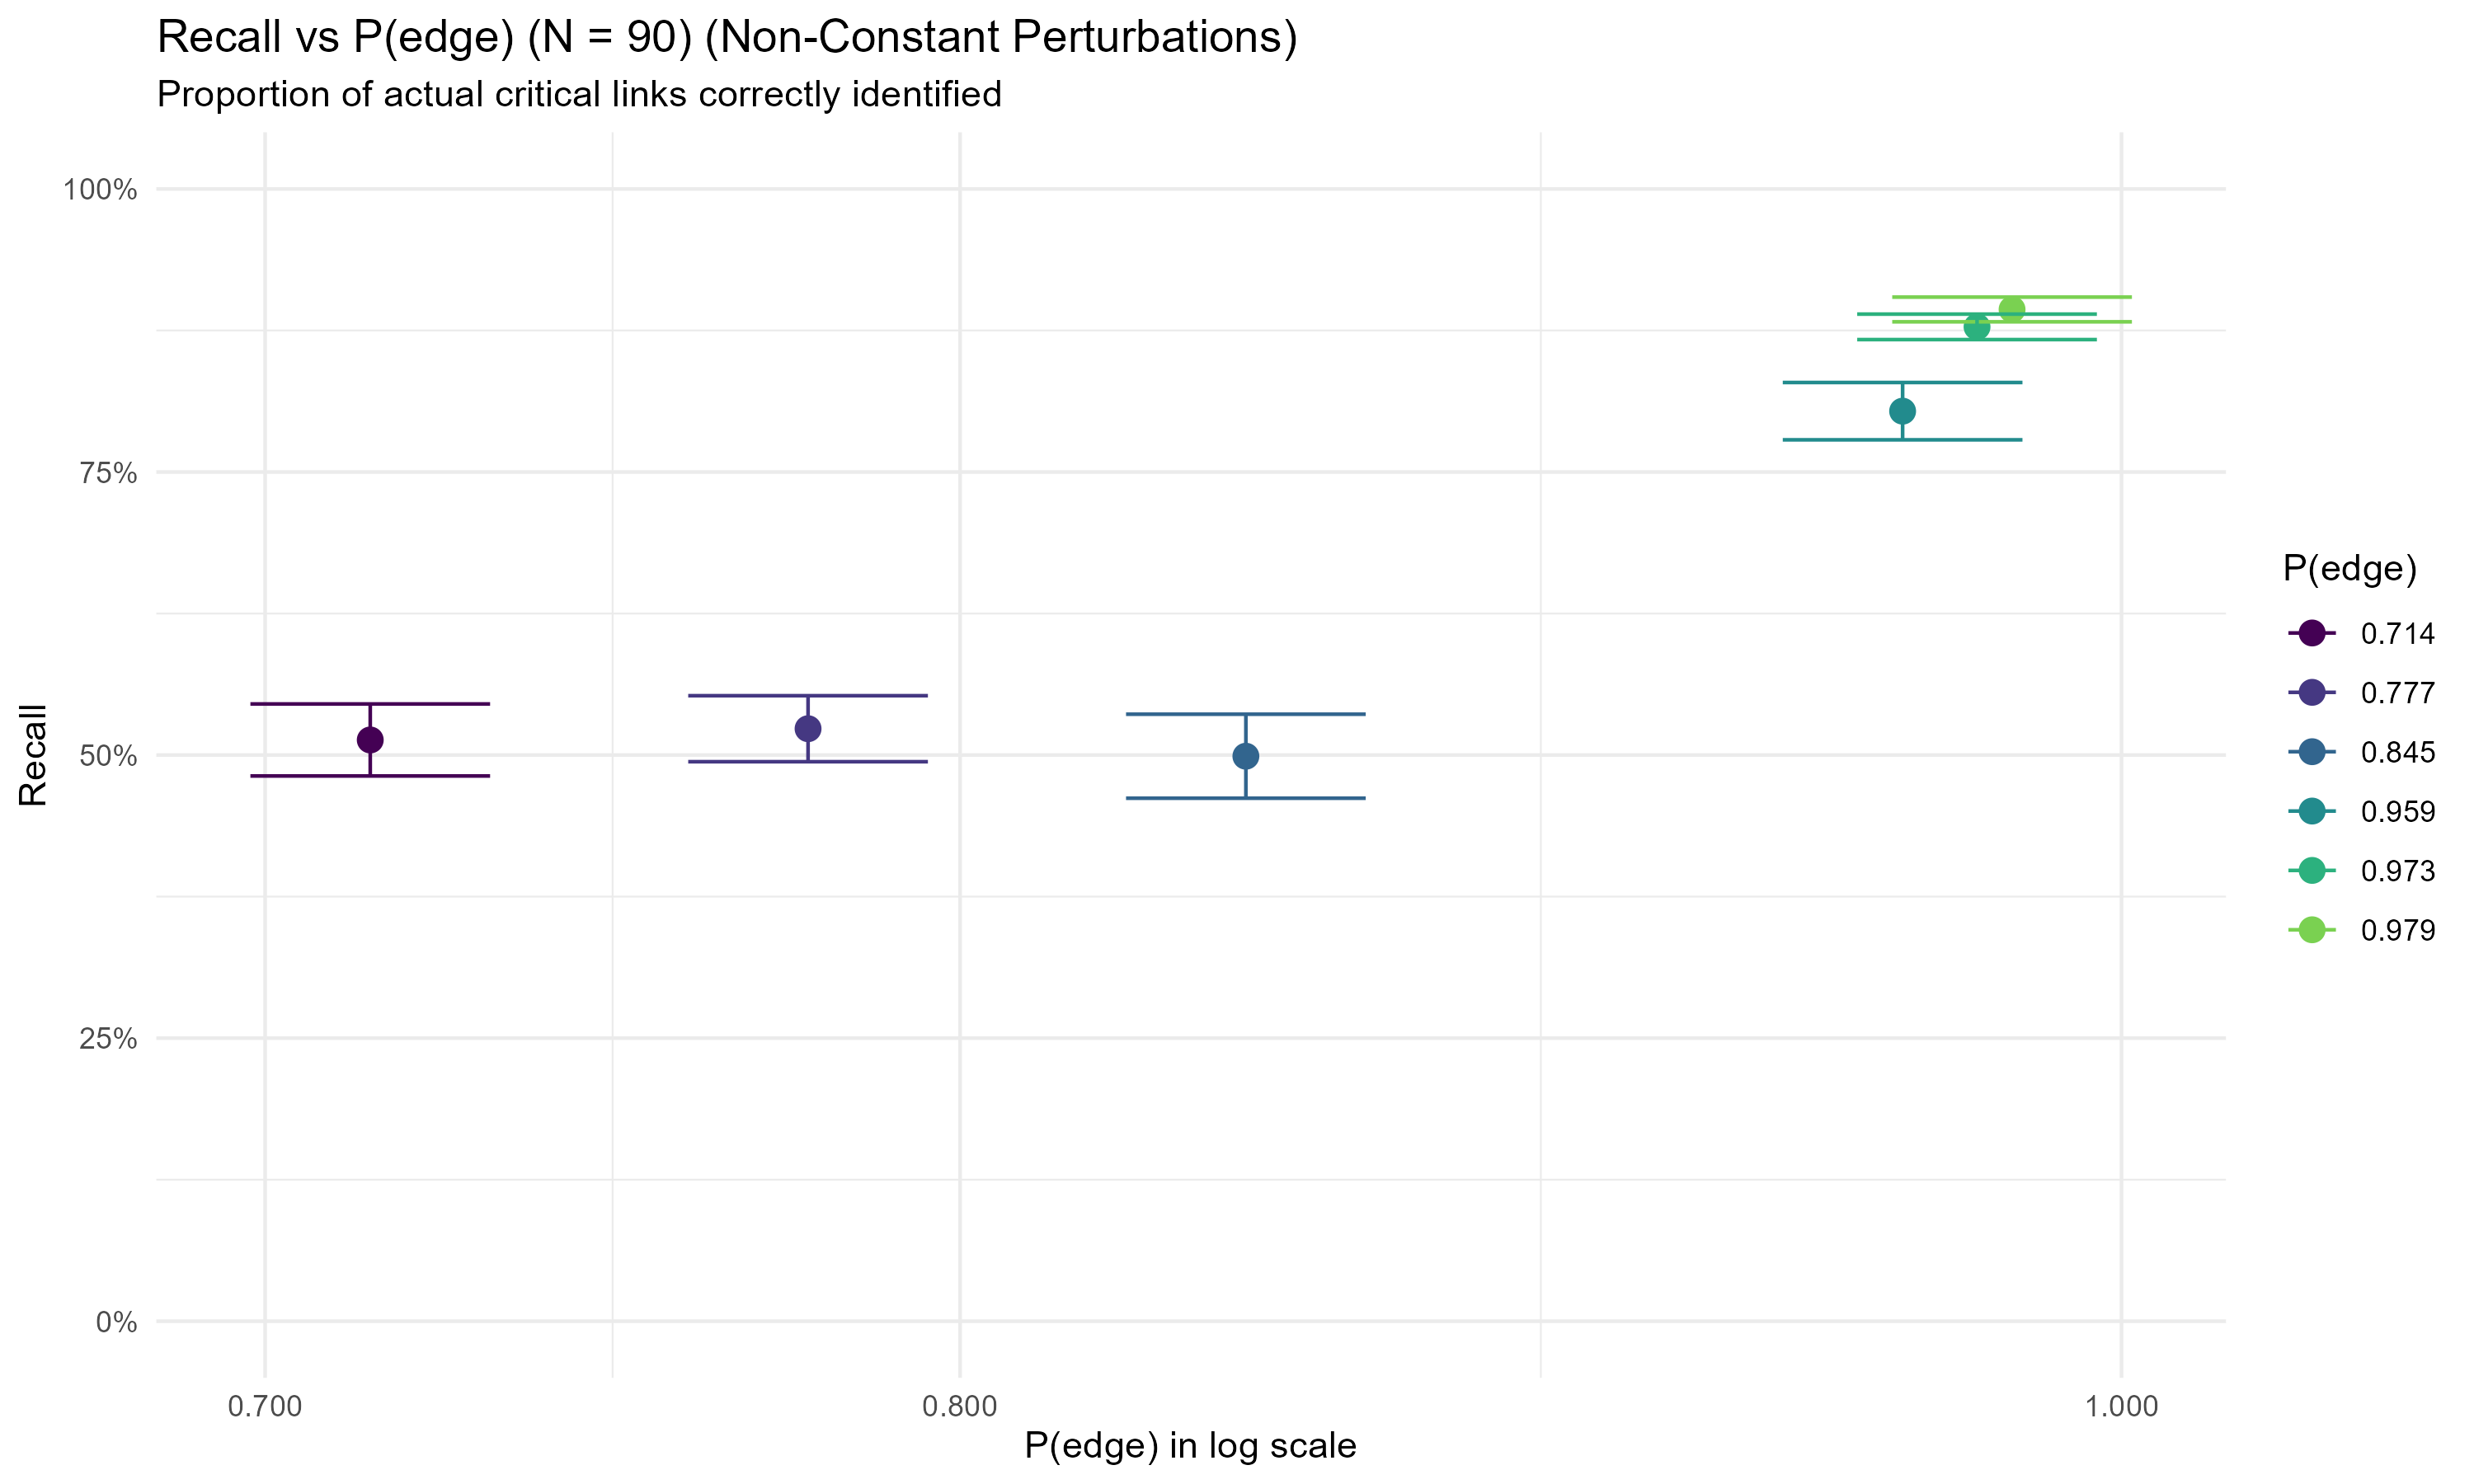 Recall vs P(edge) (N = 90) (Non-Constant Perturbations)
Proportion of actual critical links correctly identified
100%
75%
50%
25%
0%
Recall
0.700
0.800
1.000
P(edge) in log scale
P(edge)
0.714
0.777
0.845
0.959
0.973
0.979